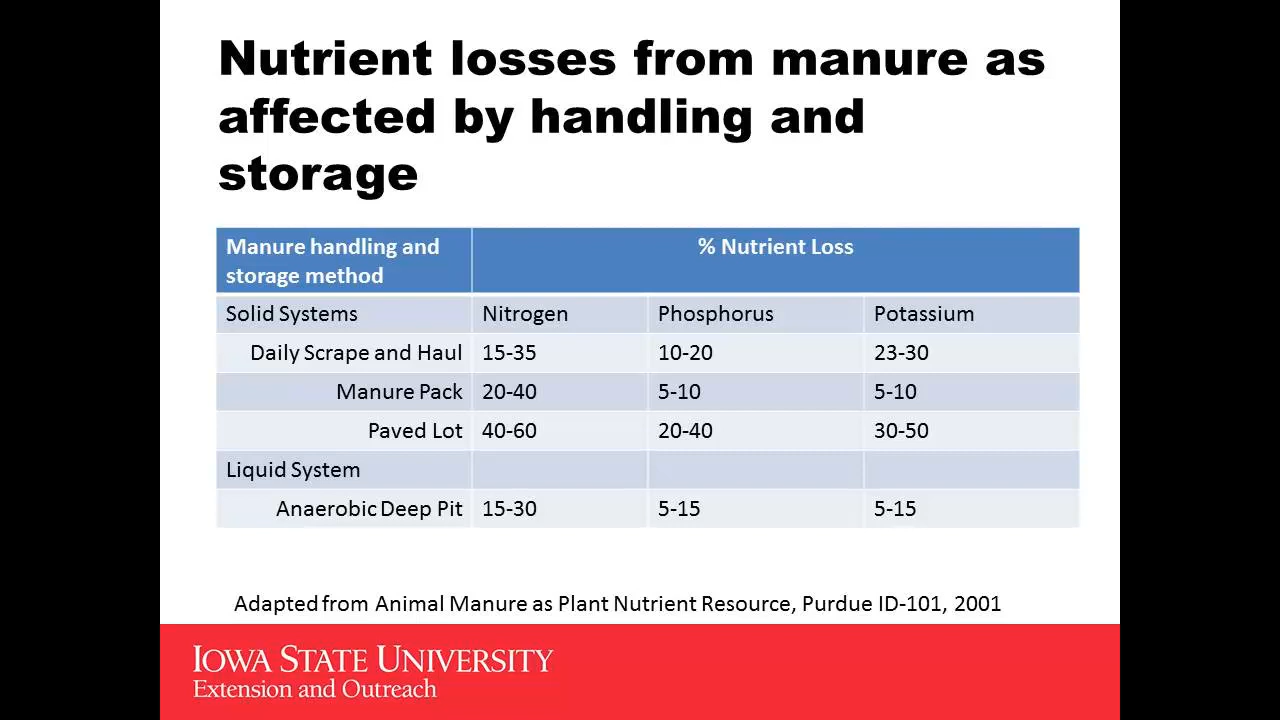 Nutrient losses from manure as
affected by handling and
storage
Manure handling and
storage method
% Nutrient Loss
Solid Systems Nitrogen Phosphorus Potassium
Daily Scrape and Haul 15-35 10-20 23-30
Manure Pack 20-40 5-10 5-10
Paved Lot 40-60 20-40 30-50
Liquid System
Anaerobic Deep Pit 15-30 5-15 5-15
Adapted from Animal Manure as Plant Nutrient Resource, Purdue ID-101, 2001
IOWA STATE UNIVERSITY
Extension and Outreach